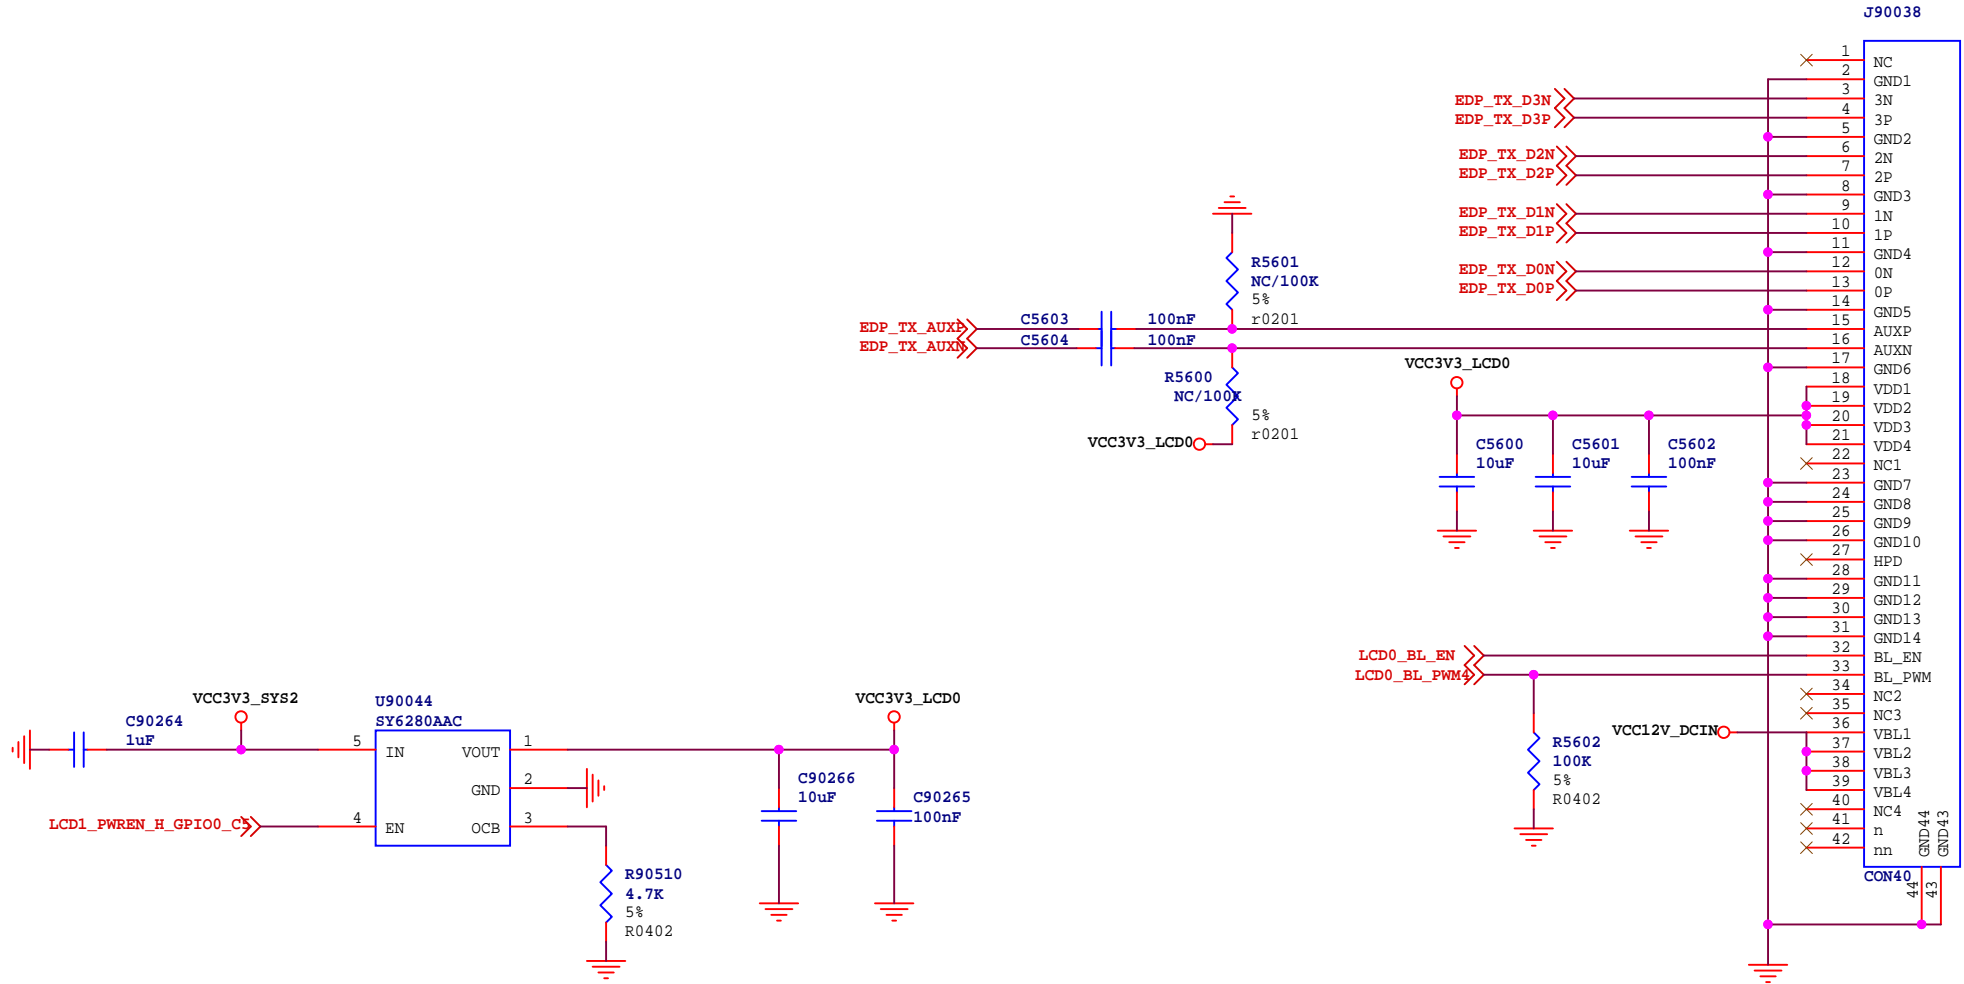 J90038
1 NC
2 GND1
EDP_TX_D3N 3 3N
EDP_TX_D3P 4 3P
5 GND2
EDP_TX_D2N 6 2N
EDP_TX_D2P 7 2P
8 GND3
EDP_TX_D1N 9 1N
EDP_TX_D1P 10 1P
11 GND4
EDP_TX_D0N 12 0N
EDP_TX_D0P 13 0P
14 GND5
15 AUXP
16 AUXN
17 GND6
18 VDD1
19 VDD2
20 VDD3
21 VDD4
22 NC1
23 GND7
24 GND8
25 GND9
26 GND10
27 HPD
28 GND11
29 GND12
30 GND13
31 GND14
LCD0_BL_EN 32 BL_EN
LCD0_BL_PWM4 33 BL_PWM
34 NC2
35 NC3
VCC12V_DCIN 36 VBL1
37 VBL2
38 VBL3
39 VBL4
40 NC4
41 n
42 nn
GND44
GND43
CON40
44
43
R5601
NC/100K
5%
r0201
EDP_TX_AUXP C5603 100nF
EDP_TX_AUXN C5604 100nF
R5600
NC/100K
5%
r0201
VCC3V3_LCD0
VCC3V3_LCD0
C5600
10uF
C5601
10uF
C5602
100nF
R5602
100K
5%
R0402
VCC3V3_SYS2
C90264
1uF
U90044
SY6280AAC
5 IN
VOUT 1
GND 2
LCD1_PWREN_H_GPIO0_C5 4 EN
OCB 3
VCC3V3_LCD0
C90266
10uF
C90265
100nF
R90510
4.7K
5%
R0402